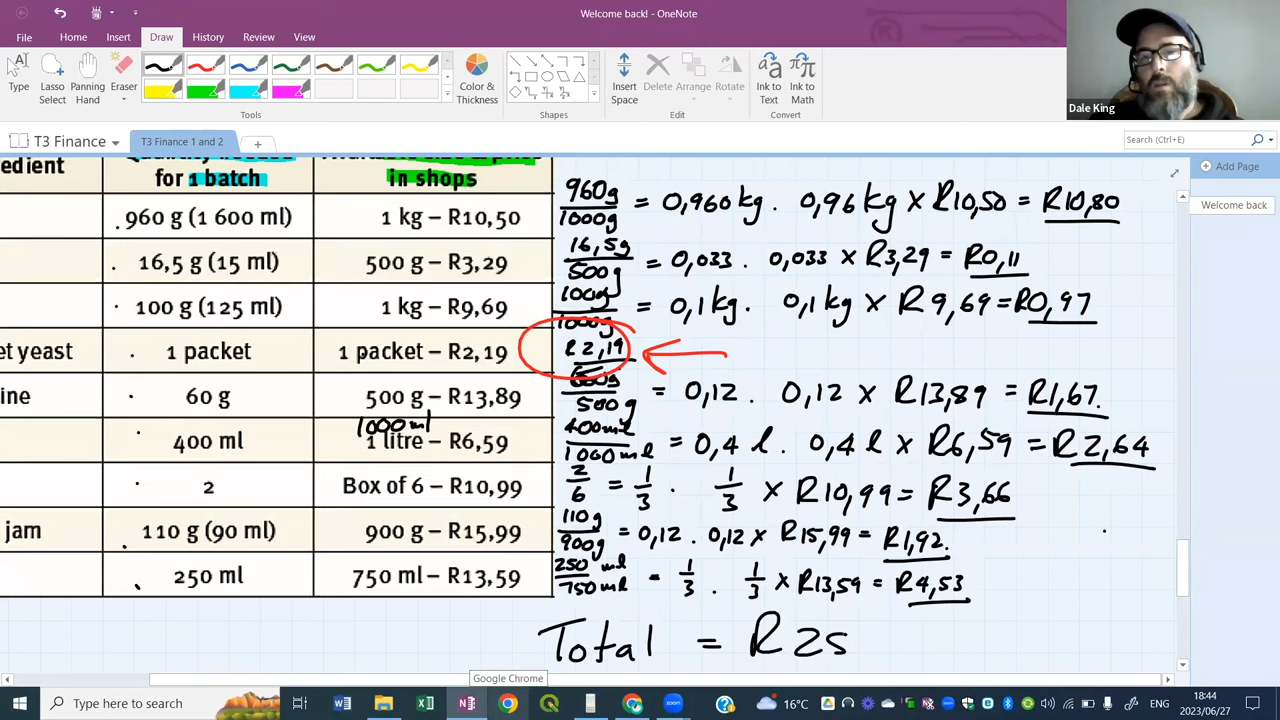 Welcome back! - OneNote
File Home Insert Draw History Review View
Type Lasso Select Panning Hand Eraser Color & Thickness Insert Space Delete Arrange Rotate Ink to Text Ink to Math
Tools Shapes Edit Convert
Dale King
T3 Finance T3 Finance 1 and 2 + Search (Ctrl+E)
Add Page
Welcome back
edient
for 1 batch
in shops
960 g (1 600 ml) 1 kg – R10,50
960g/1000g = 0,960kg. 0,96kg × R10,50 = R10,80
16,5 g (15 ml) 500 g – R3,29
16,5g/500g = 0,033. 0,033 × R3,29 = R0,11
100 g (125 ml) 1 kg – R9,69
100g/1000g = 0,1kg. 0,1kg × R9,69 = R0,97
et yeast 1 packet 1 packet – R2,19
R2,19
ine 60 g 500 g – R13,89
500g = 0,12. 0,12 × R13,89 = R1,67.
1000ml
400 ml 1 litre – R6,59
400ml/1000ml = 0,4 l. 0,4 l × R6,59 = R2,64
2 Box of 6 – R10,99
2/6 = 1/3. 1/3 × R10,99 = R3,66
jam 110 g (90 ml) 900 g – R15,99
110g/900g = 0,12. 0,12 × R15,99 = R1,92.
250 ml 750 ml – R13,59
250 ml/750ml = 1/3. 1/3 × R13,59 = R4,53
Total = R25
Google Chrome
Type here to search 16°C ENG 18:44
2023/06/27